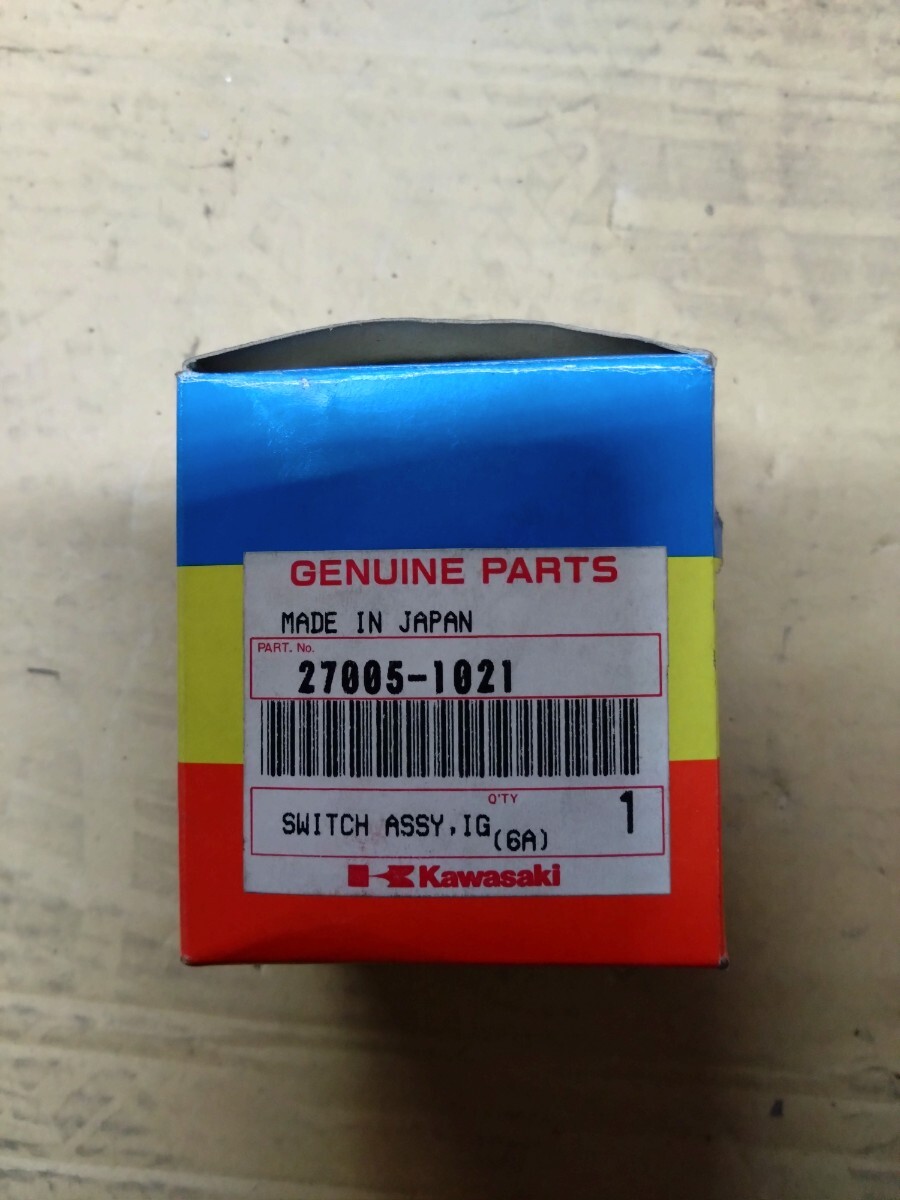 GENUINE PARTS
MADE IN JAPAN
PART. No.
27005-1021
Q'TY
SWITCH ASSY,IG (6A) 1
Kawasaki